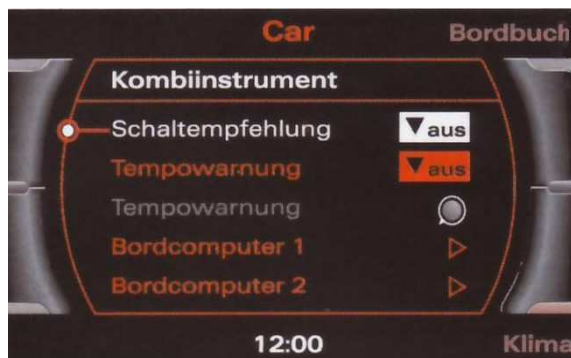 Car Bordbuch
Kombiinstrument
Schaltempfehlung aus
Tempowarnung aus
Tempowarnung
Bordcomputer 1
Bordcomputer 2
12:00 Klima